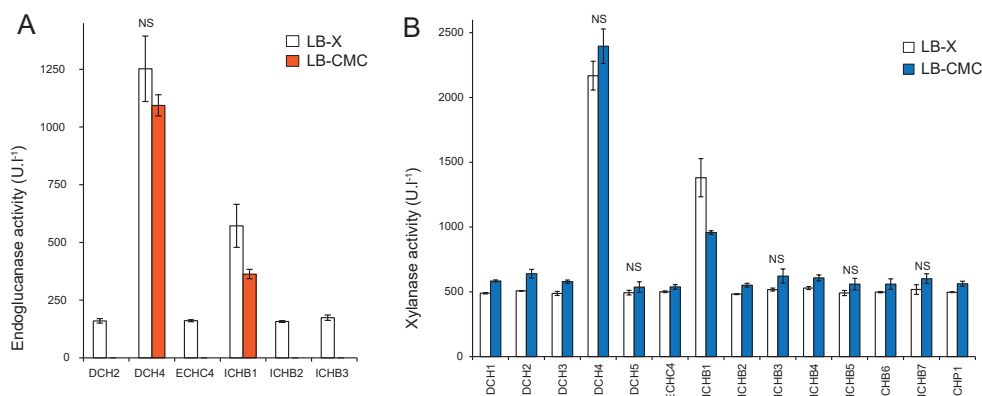 A
NS
LB-X
LB-CMC
Endoglucanase activity (U.l⁻¹)
1250
1000
750
500
250
0
DCH2 DCH4 ECHC4 ICHB1 ICHB2 ICHB3
B
NS
LB-X
LB-CMC
Xylanase activity (U.l⁻¹)
2500
2000
1500
1000
500
0
NS NS NS NS
DCH1 DCH2 DCH3 DCH4 DCH5 ECHC4 ICHB1 ICHB2 ICHB3 ICHB4 ICHB5 ICHB6 ICHB7 CHP1